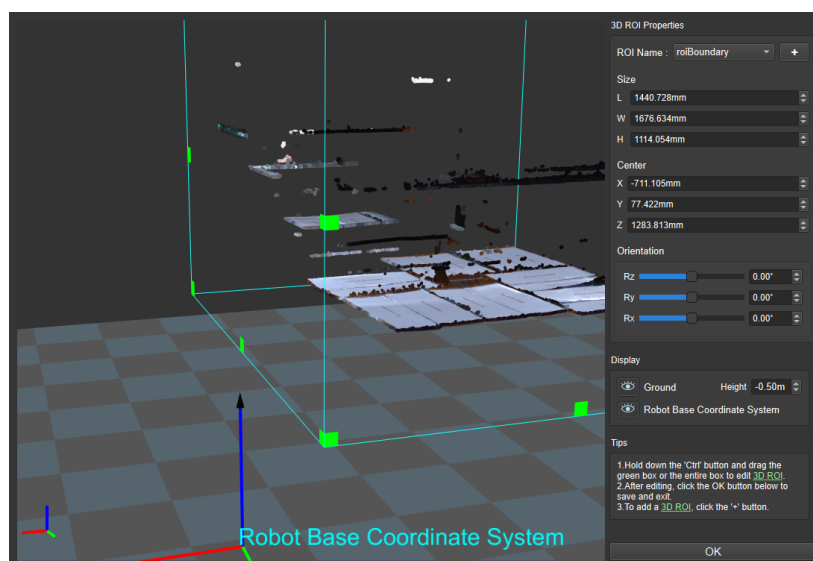 3D ROI Properties
ROI Name : roiBoundary +
Size
L 1440.728mm
W 1676.634mm
H 1114.054mm
Center
X -711.105mm
Y 77.422mm
Z 1283.813mm
Orientation
Rz 0.00°
Ry 0.00°
Rx 0.00°
Display
Ground Height -0.50m
Robot Base Coordinate System
Tips
1.Hold down the 'Ctrl' button and drag the
green box or the entire box to edit 3D ROI.
2.After editing, click the OK button below to
save and exit.
3.To add a 3D ROI, click the '+' button.
OK
Robot Base Coordinate System